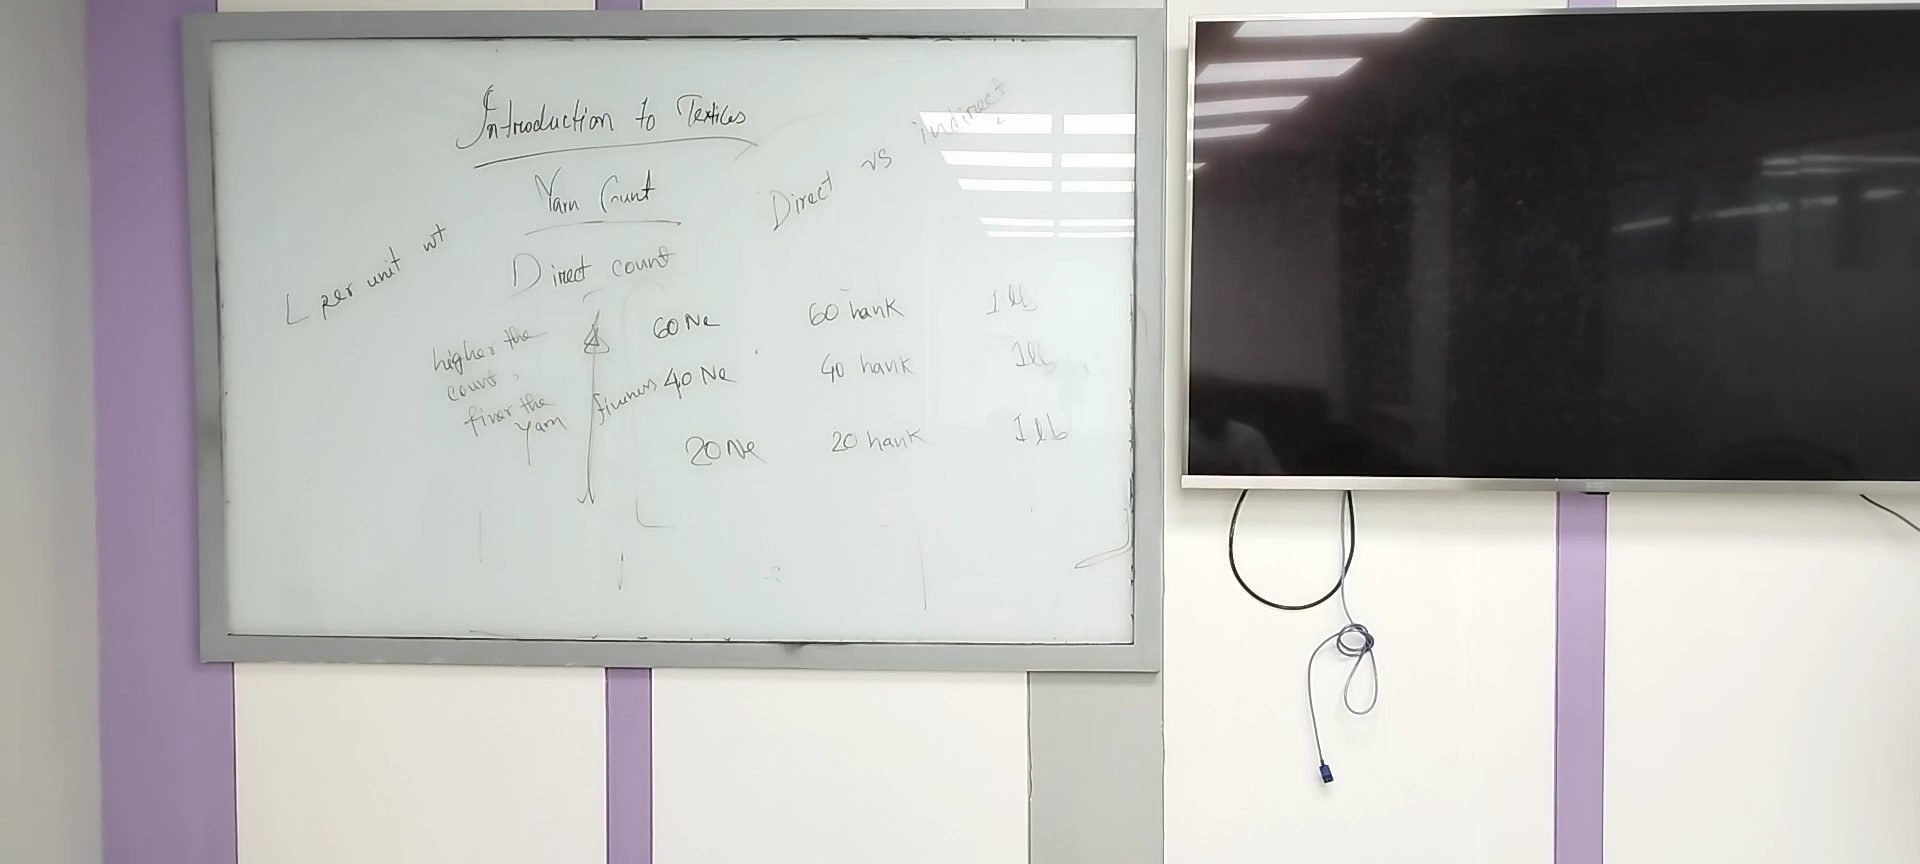 Introduction to Textiles
Yarn Count
Direct vs indirect
L per unit wt
Direct count
higher the
count,
finer the
yarn
fineness
60 Ne 60 hank 1 lb
40 Ne 40 hank 1 lb
20 Ne 20 hank 1 lb